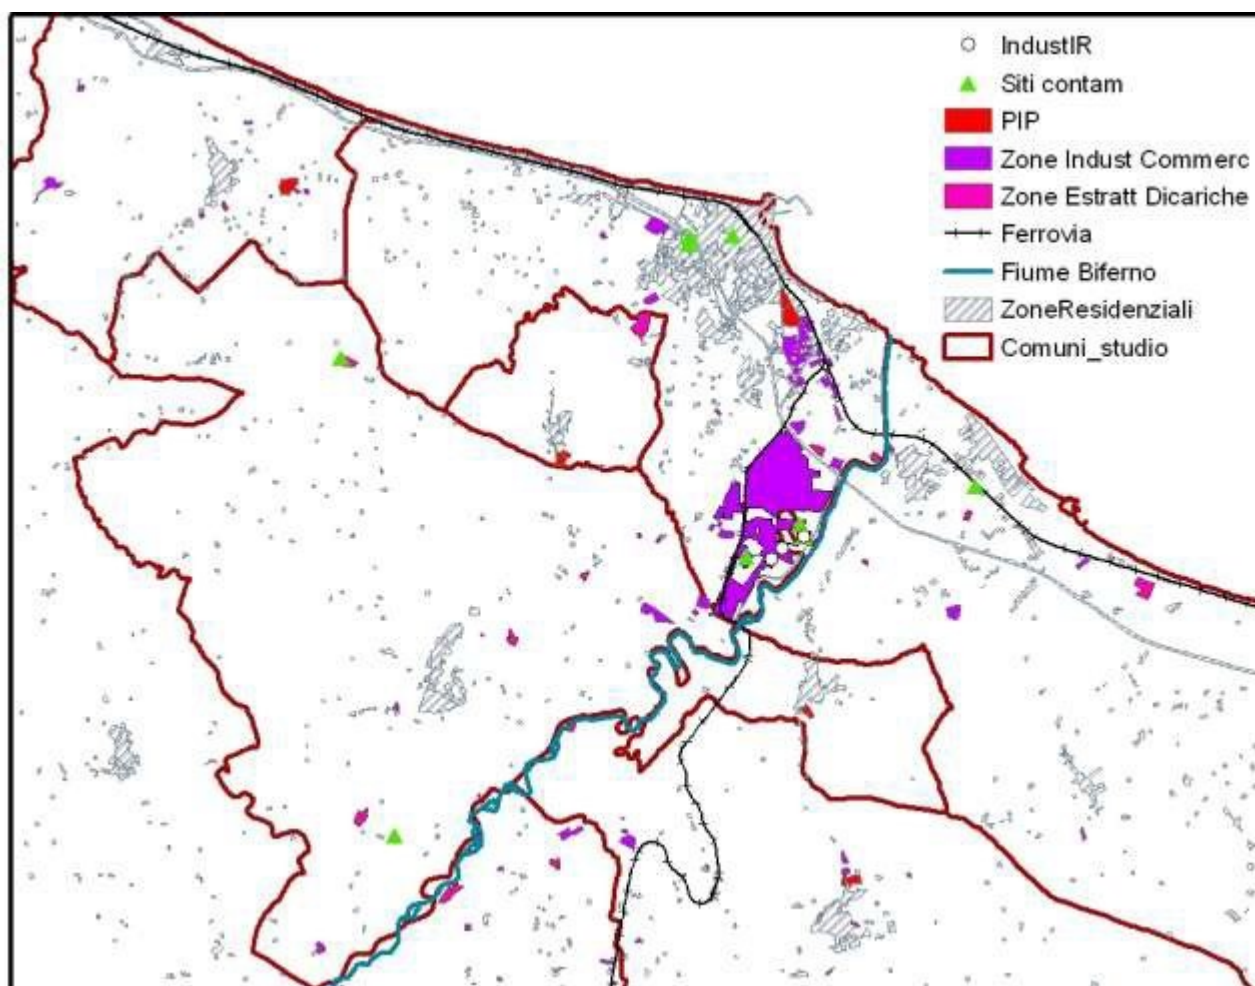 IndustIR
Siti contam
PIP
Zone Indust Commerc
Zone Estratt Dicariche
Ferrovia
Fiume Biferno
ZoneResidenziali
Comuni_studio